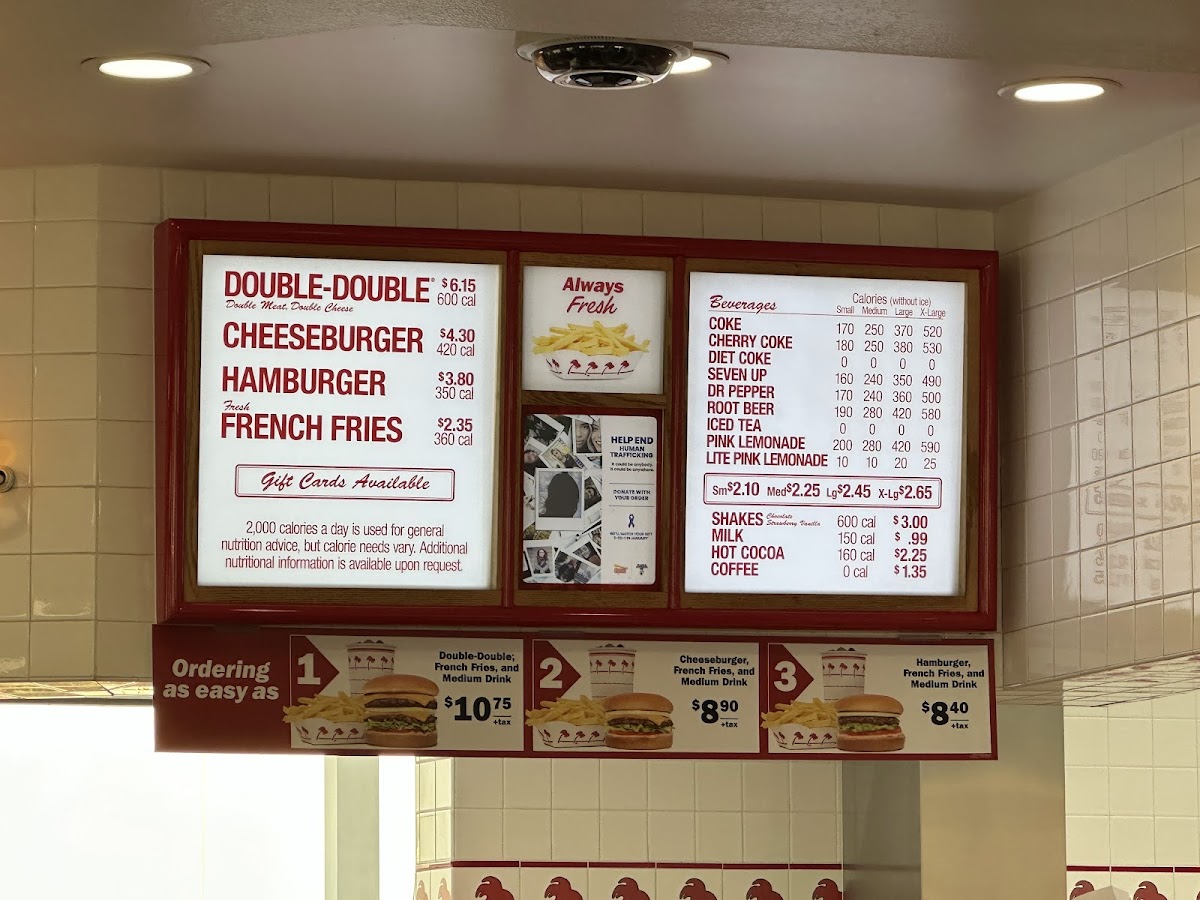 DOUBLE-DOUBLE® $6.15
Double Meat, Double Cheese 600 cal
CHEESEBURGER $4.30
420 cal
HAMBURGER $3.80
350 cal
Fresh
FRENCH FRIES $2.35
360 cal
Gift Cards Available
2,000 calories a day is used for general
nutrition advice, but calorie needs vary. Additional
nutritional information is available upon request.
Always
Fresh
HELP END
HUMAN
TRAFFICKING
It could be anybody.
It could be anywhere.
DONATE WITH
YOUR ORDER
Beverages Calories (without ice)
Small Medium Large X-Large
COKE 170 250 370 520
CHERRY COKE 180 250 380 530
DIET COKE 0 0 0 0
SEVEN UP 160 240 350 490
DR PEPPER 170 240 360 500
ROOT BEER 190 280 420 580
ICED TEA 0 0 0 0
PINK LEMONADE 200 280 420 590
LITE PINK LEMONADE 10 10 20 25
Sm$2.10 Med$2.25 Lg$2.45 X-Lg$2.65
SHAKES Chocolate Strawberry Vanilla 600 cal $3.00
MILK 150 cal $.99
HOT COCOA 160 cal $2.25
COFFEE 0 cal $1.35
Ordering
as easy as
1
Double-Double,
French Fries, and
Medium Drink
$10.75
+tax
2
Cheeseburger,
French Fries, and
Medium Drink
$8.90
+tax
3
Hamburger,
French Fries, and
Medium Drink
$8.40
+tax